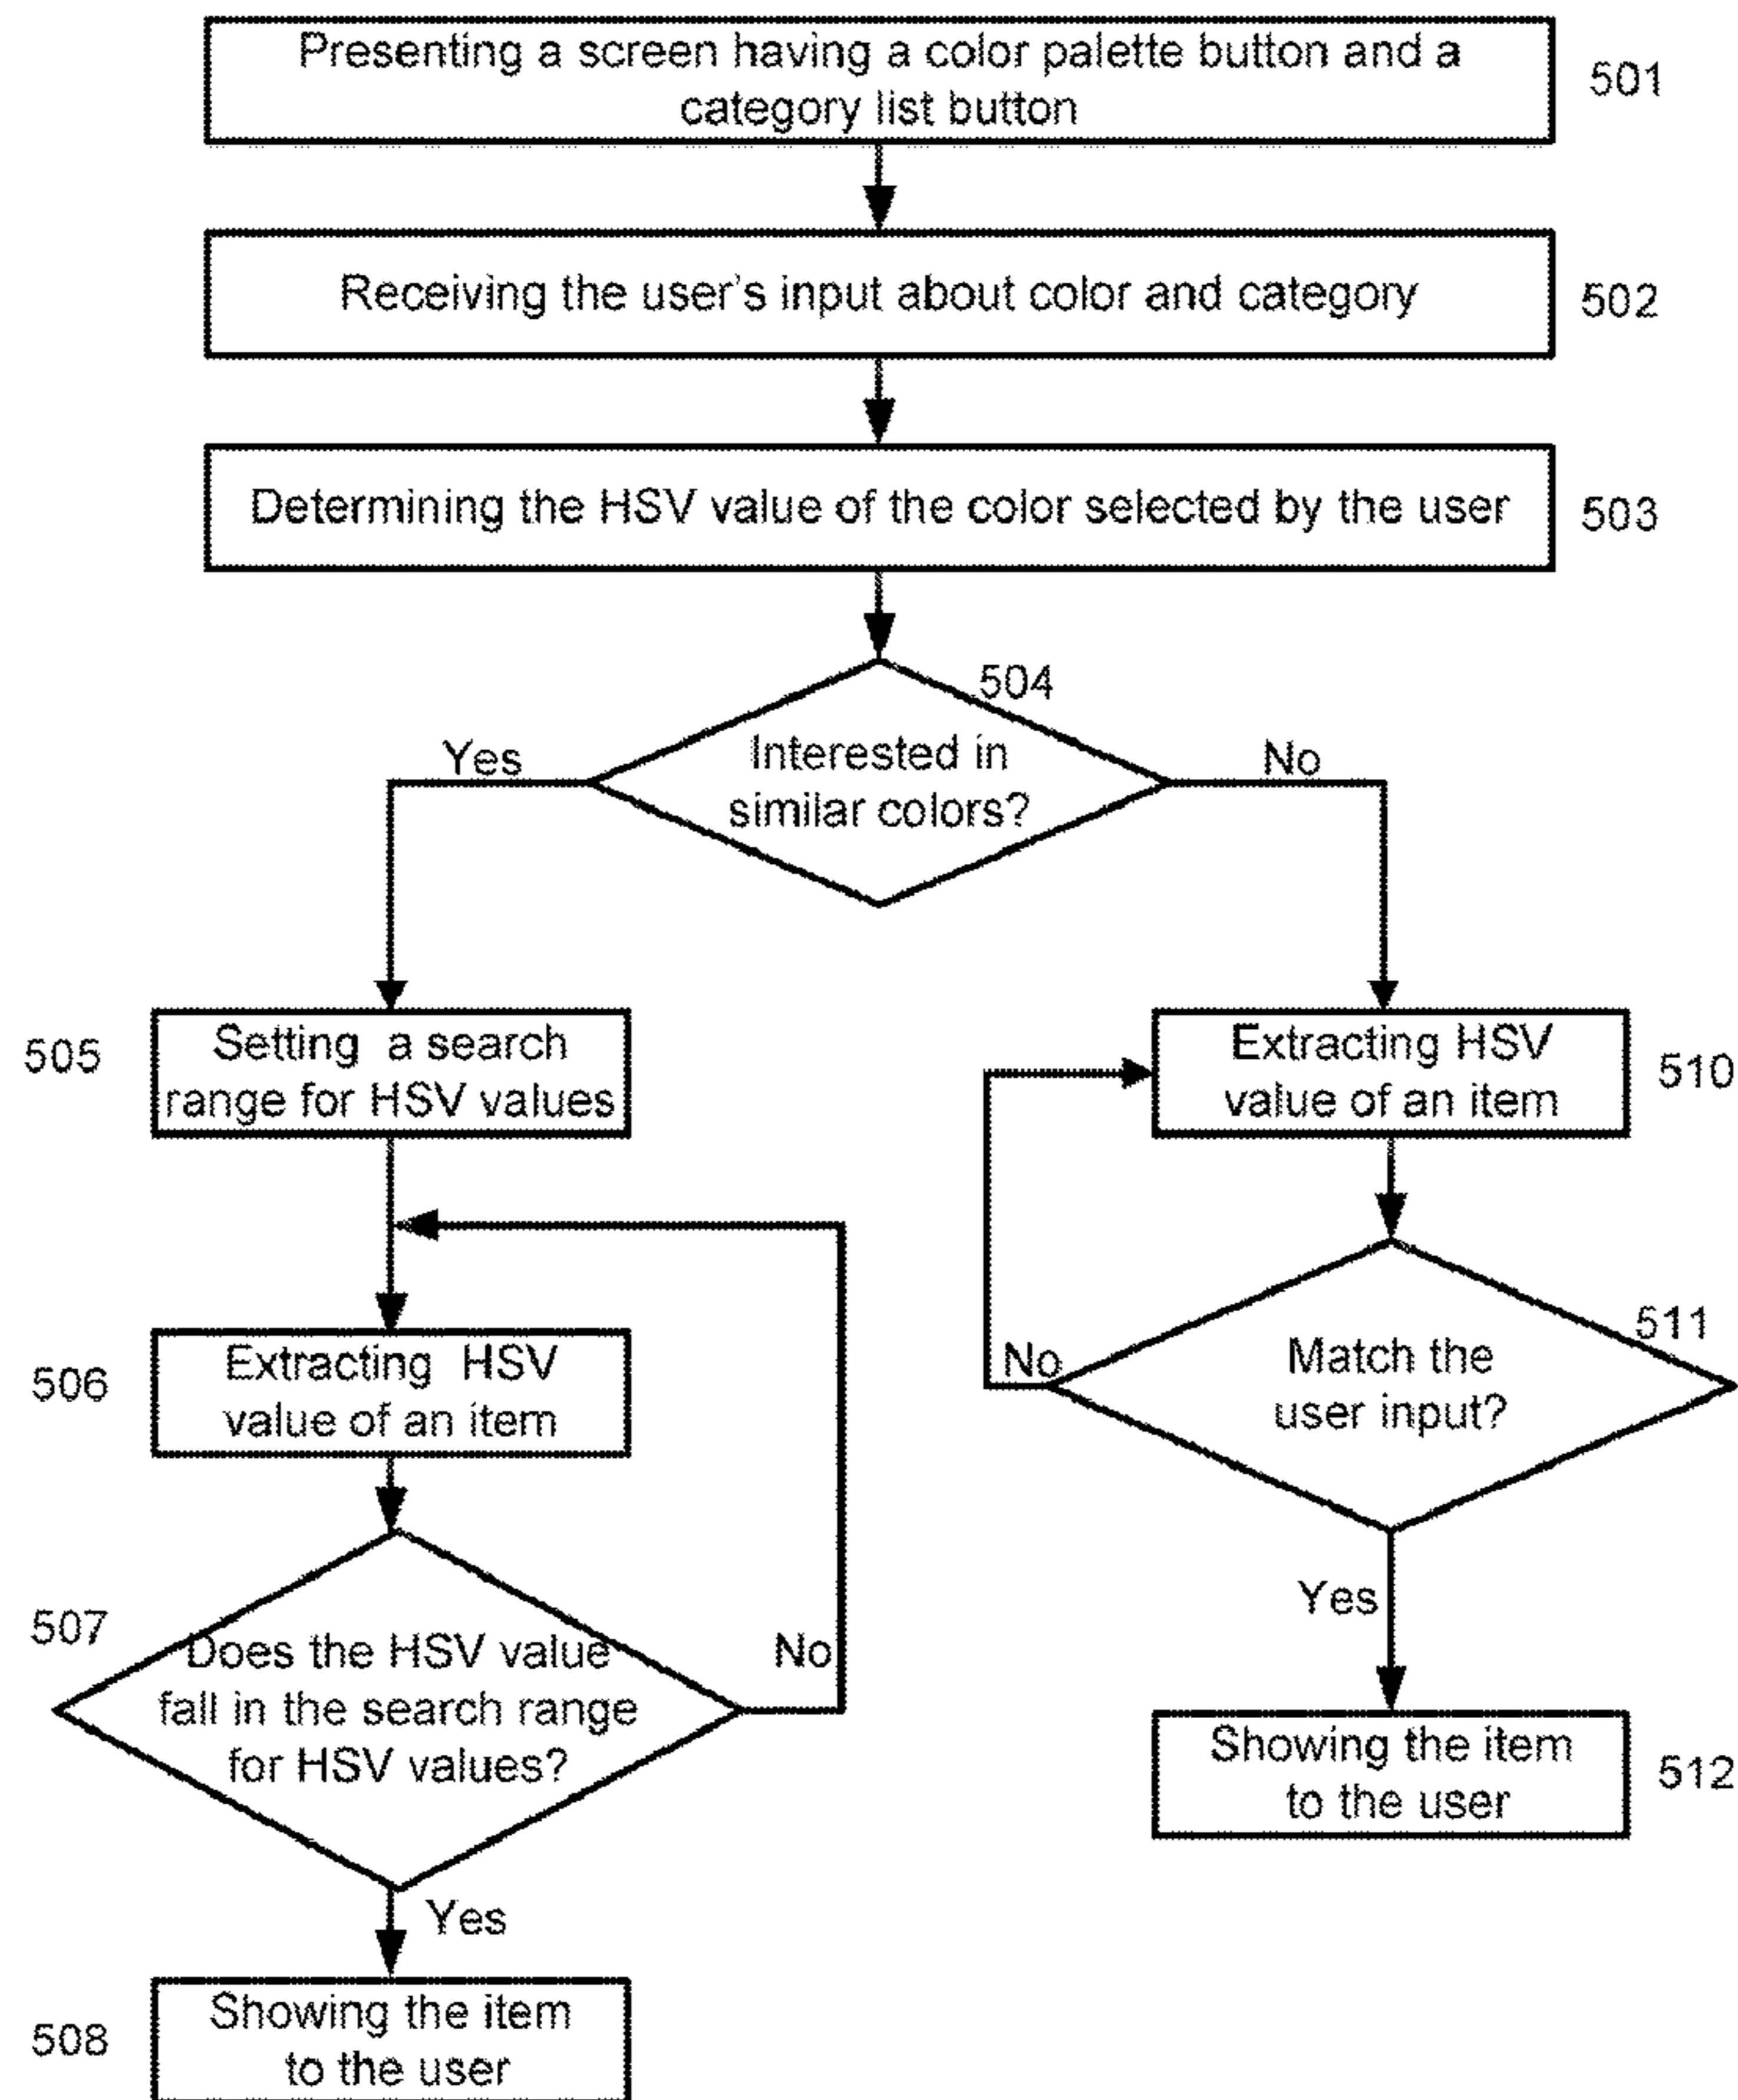 Presenting a screen having a color palette button and a
category list button
501
Receiving the user's input about color and category
502
Determining the HSV value of the color selected by the user
503
504
Interested in
similar colors?
Yes
No
505
Setting a search
range for HSV values
Extracting HSV
value of an item
510
506
Extracting HSV
value of an item
511
Match the
user input?
No
Yes
507
Does the HSV value
fall in the search range
for HSV values?
No
Yes
Showing the item
to the user
512
508
Showing the item
to the user